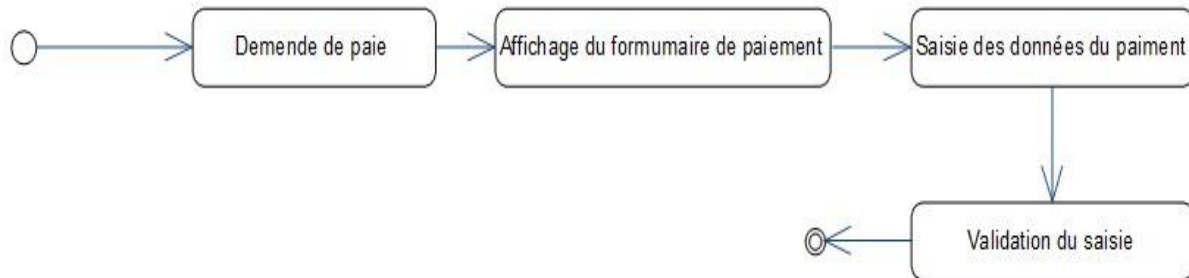 Demende de paie
Affichage du formumaire de paiement
Saisie des données du paiment
Validation du saisie